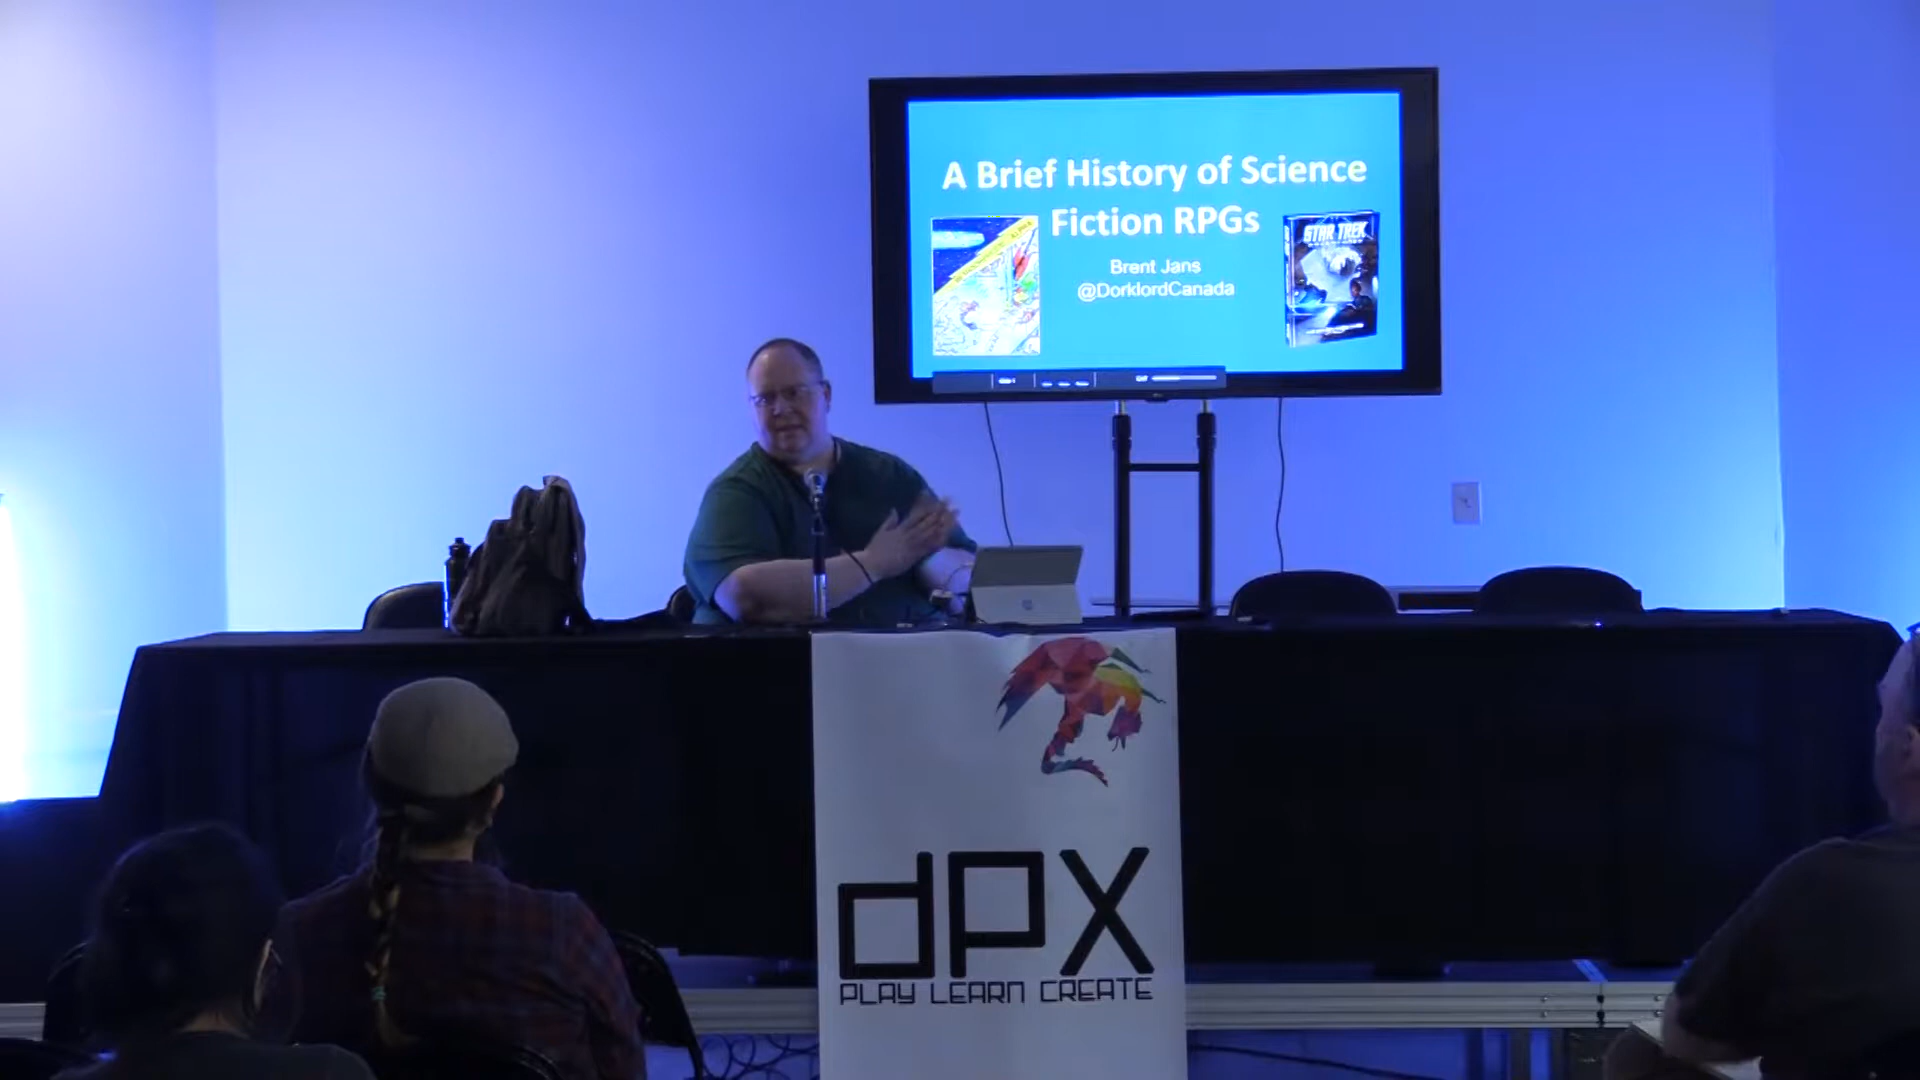 A Brief History of Science
Fiction RPGs
Brent Jans
@DorklordCanada
STAR TREK
dPX
PLAY LEARN CREATE